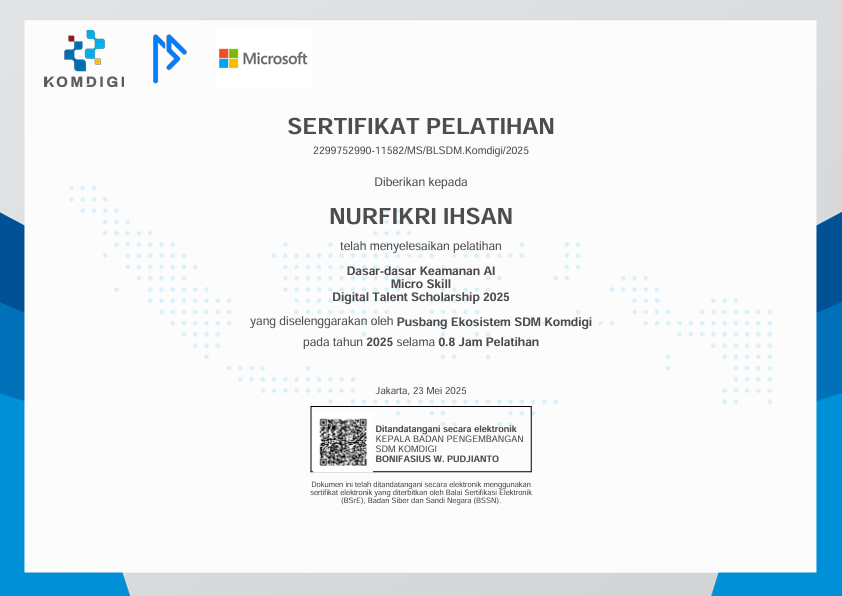 KOMDIGI
Microsoft
SERTIFIKAT PELATIHAN
2299752990-11582/MS/BLSDM.Komdigi/2025
Diberikan kepada
NURFIKRI IHSAN
telah menyelesaikan pelatihan
Dasar-dasar Keamanan AI
Micro Skill
Digital Talent Scholarship 2025
yang diselenggarakan oleh Pusbang Ekosistem SDM Komdigi
pada tahun 2025 selama 0.8 Jam Pelatihan
Jakarta, 23 Mei 2025
Ditandatangani secara elektronik
KEPALA BADAN PENGEMBANGAN
SDM KOMDIGI
BONIFASIUS W. PUDJIANTO
Dokumen ini telah ditandatangani secara elektronik menggunakan
sertifikat elektronik yang diterbitkan oleh Balai Sertifikasi Elektronik
(BSrE), Badan Siber dan Sandi Negara (BSSN).